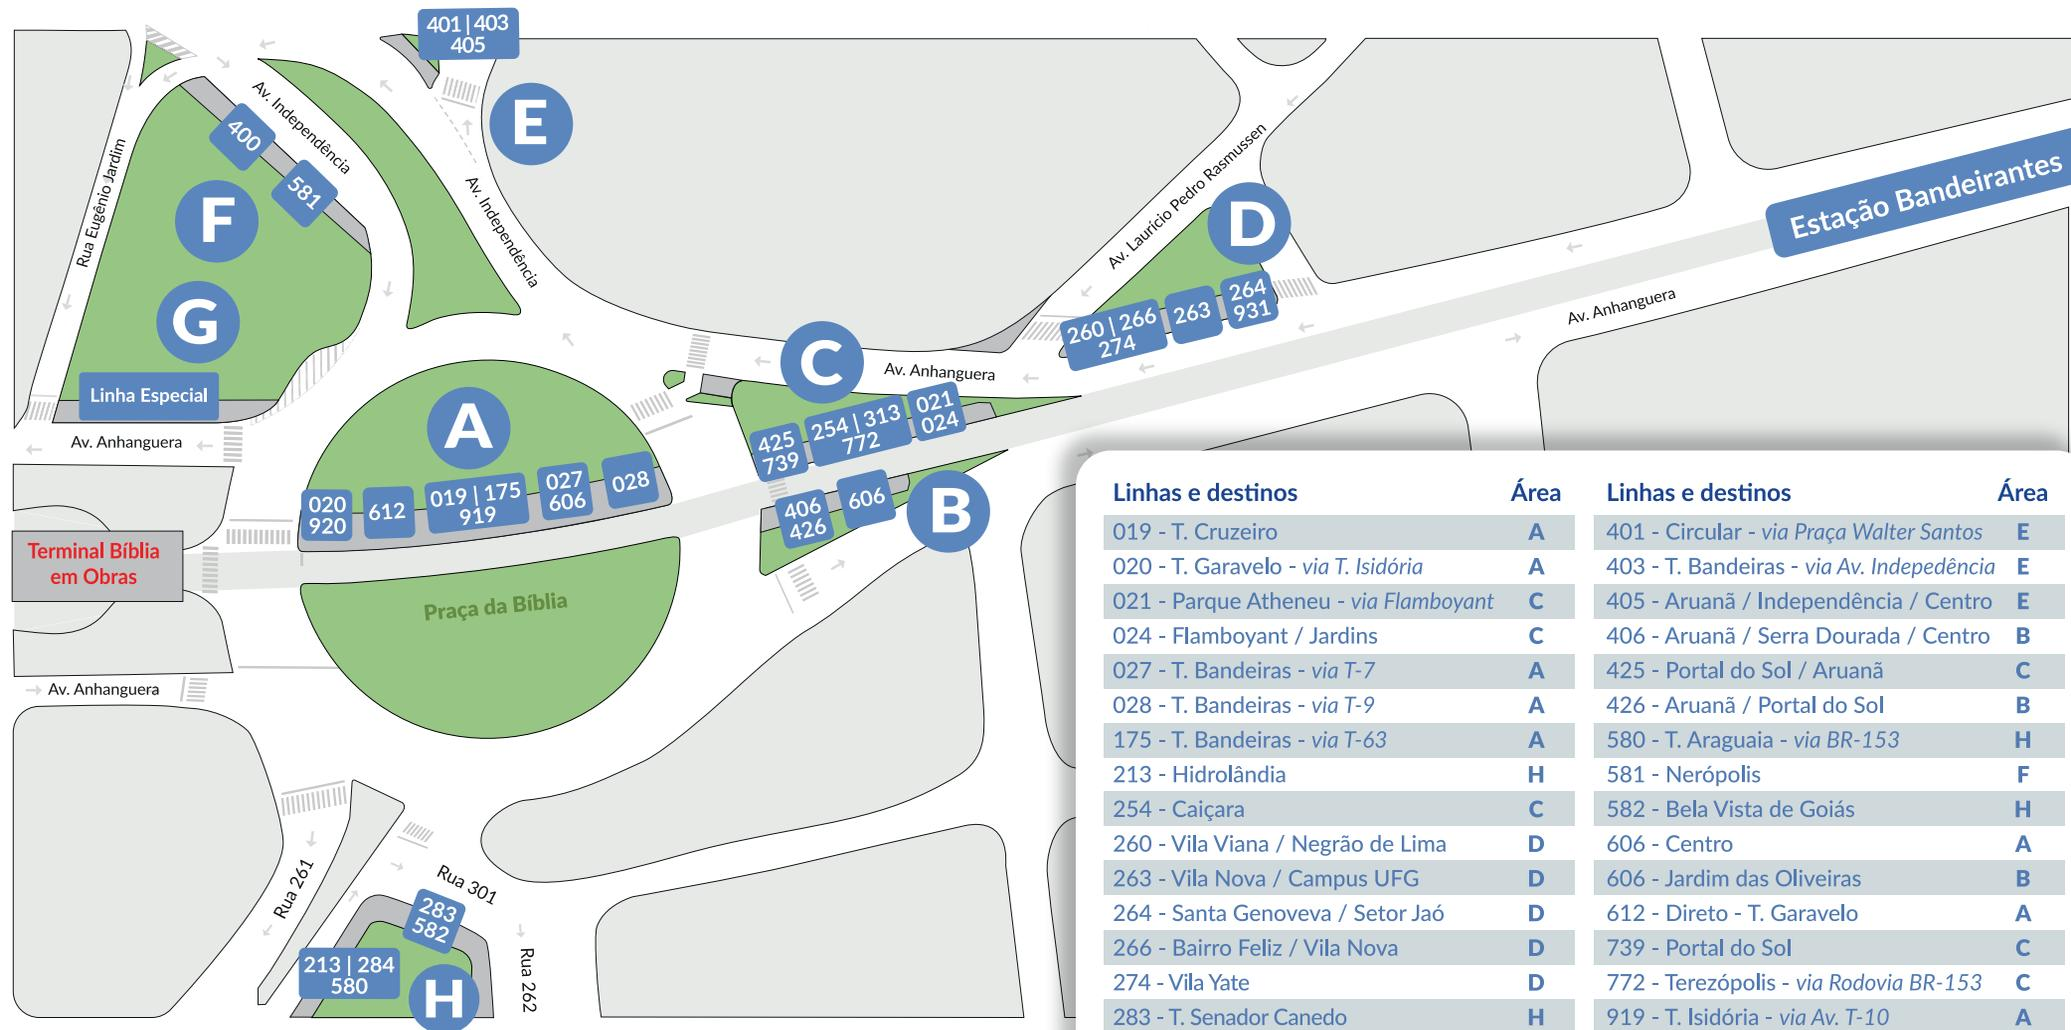 401 | 403
405
E
Av. Independência
400
581
Rua Eugênio Jardim
F
G
Linha Especial
Av. Independência
Av. Lauricio Pedro Rasmussen
D
264
931
263
260 | 266
274
Estação Bandeirantes
Av. Anhanguera
C
Av. Anhanguera
021
024
254 | 313
772
425
739
A
020
920
612
019 | 175
919
027
606
028
406
426
606
B
Av. Anhanguera
Terminal Bíblia
em Obras
Praça da Bíblia
Av. Anhanguera
Rua 261
Rua 301
283
582
213 | 284
580
H
Rua 262
Linhas e destinos Área
019 - T. Cruzeiro A
020 - T. Garavelo - via T. Isidória A
021 - Parque Atheneu - via Flamboyant C
024 - Flamboyant / Jardins C
027 - T. Bandeiras - via T-7 A
028 - T. Bandeiras - via T-9 A
175 - T. Bandeiras - via T-63 A
213 - Hidrolândia H
254 - Caiçara C
260 - Vila Viana / Negrão de Lima D
263 - Vila Nova / Campus UFG D
264 - Santa Genoveva / Setor Jaó D
266 - Bairro Feliz / Vila Nova D
274 - Vila Yate D
283 - T. Senador Canedo H
Linhas e destinos Área
401 - Circular - via Praça Walter Santos E
403 - T. Bandeiras - via Av. Indepedência E
405 - Aruanã / Independência / Centro E
406 - Aruanã / Serra Dourada / Centro B
425 - Portal do Sol / Aruanã C
426 - Aruanã / Portal do Sol B
580 - T. Araguaia - via BR-153 H
581 - Nerópolis F
582 - Bela Vista de Goiás H
606 - Centro A
606 - Jardim das Oliveiras B
612 - Direto - T. Garavelo A
739 - Portal do Sol C
772 - Terezópolis - via Rodovia BR-153 C
919 - T. Isidória - via Av. T-10 A